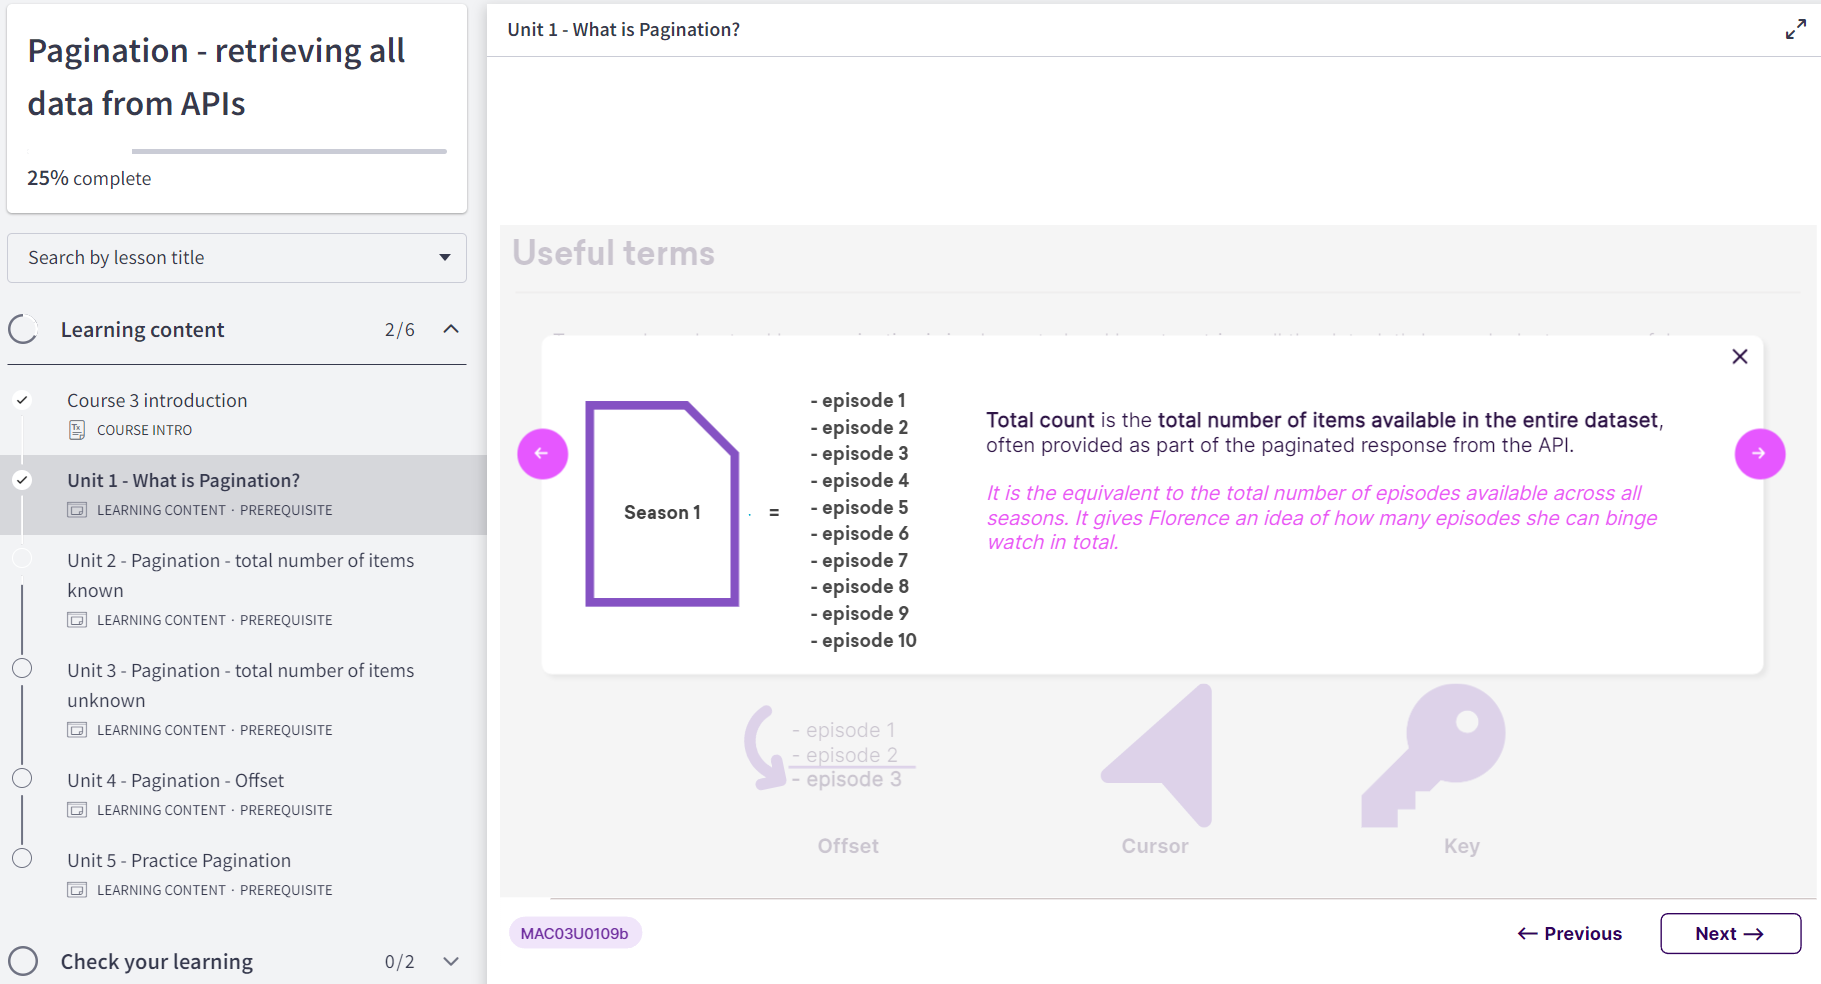 Pagination - retrieving all
data from APIs
25% complete
Search by lesson title
Learning content 2/6
Course 3 introduction
COURSE INTRO
Unit 1 - What is Pagination?
LEARNING CONTENT · PREREQUISITE
Unit 2 - Pagination - total number of items
known
LEARNING CONTENT · PREREQUISITE
Unit 3 - Pagination - total number of items
unknown
LEARNING CONTENT · PREREQUISITE
Unit 4 - Pagination - Offset
LEARNING CONTENT · PREREQUISITE
Unit 5 - Practice Pagination
LEARNING CONTENT · PREREQUISITE
Check your learning 0/2
Unit 1 - What is Pagination?
Useful terms
Season 1
=
- episode 1
- episode 2
- episode 3
- episode 4
- episode 5
- episode 6
- episode 7
- episode 8
- episode 9
- episode 10
Total count is the total number of items available in the entire dataset,
often provided as part of the paginated response from the API.
It is the equivalent to the total number of episodes available across all
seasons. It gives Florence an idea of how many episodes she can binge
watch in total.
- episode 1
- episode 2
- episode 3
Offset
Cursor
Key
MAC03U0109b
← Previous
Next →